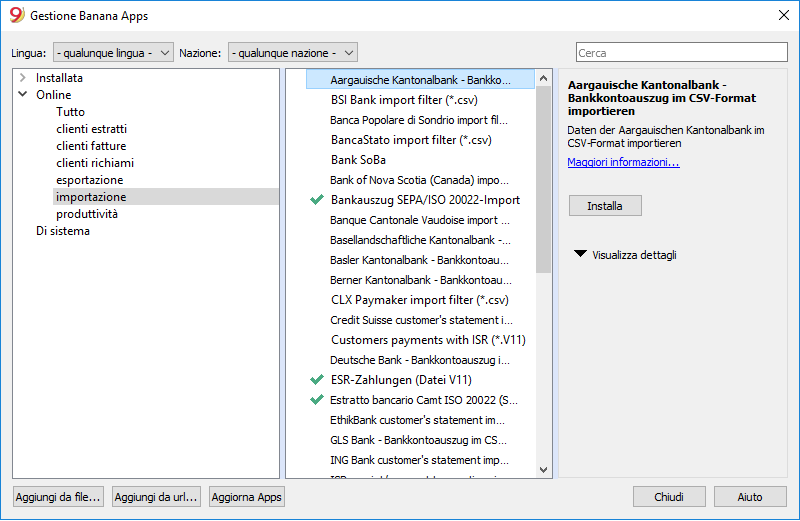 Gestione Banana Apps
Lingua: - qualunque lingua - Nazione: - qualunque nazione - Cerca
Installata
Online
Tutto
clienti estratti
clienti fatture
clienti richiami
esportazione
importazione
produttività
Di sistema
Aargauische Kantonalbank - Bankko...
BSI Bank import filter (*.csv)
Banca Popolare di Sondrio import fil...
BancaStato import filter (*.csv)
Bank SoBa
Bank of Nova Scotia (Canada) impo...
Bankauszug SEPA/ISO 20022-Import
Banque Cantonale Vaudoise import ...
Basellandschaftliche Kantonalbank -...
Basler Kantonalbank - Bankkontoau...
Berner Kantonalbank - Bankkontoau...
CLX Paymaker import filter (*.csv)
Credit Suisse customer's statement i...
Customers payments with ISR (*.V11)
Deutsche Bank - Bankkontoauszug i...
ESR-Zahlungen (Datei V11)
Estratto bancario Camt ISO 20022 (S...
EthikBank customer's statement im...
GLS Bank - Bankkontoauszug im CS...
ING Bank customer's statement imp...
Aargauische Kantonalbank -
Bankkontoauszug im CSV-Format
importieren
Daten der Aargauischen Kantonalbank im
CSV-Format importieren
Maggiori informazioni...
Installa
Visualizza dettagli
Aggiungi da file... Aggiungi da url... Aggiorna Apps Chiudi Aiuto